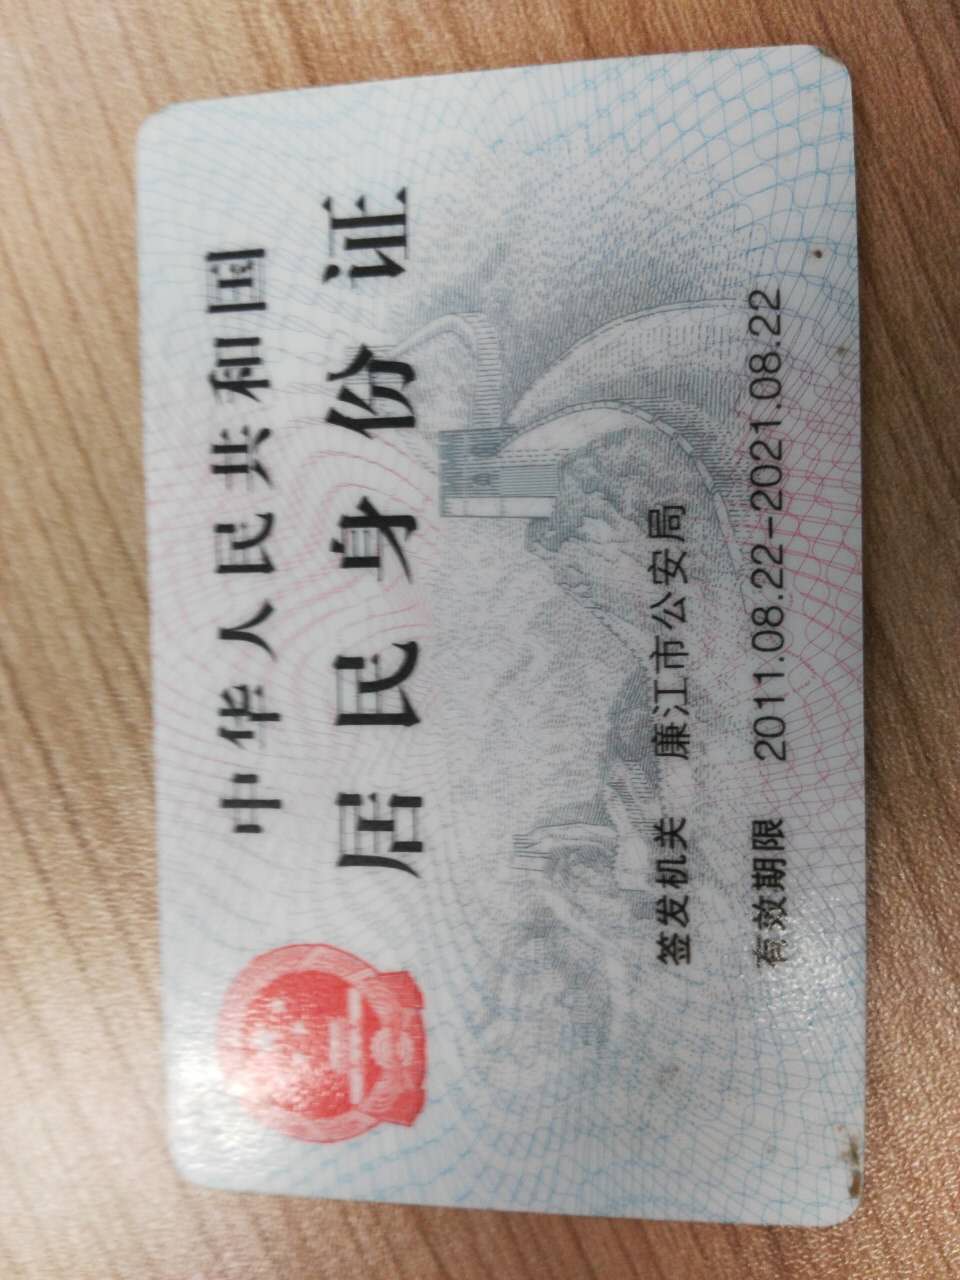 中华人民共和国
居民身份证
签发机关 廉江市公安局
有效期限 2011.08.22-2021.08.22